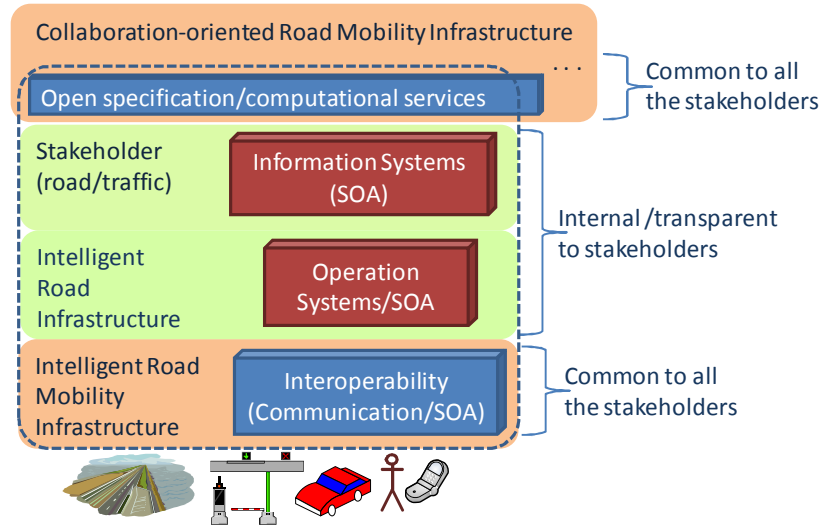 Collaboration-oriented Road Mobility Infrastructure
...
Open specification/computational services
Common to all
the stakeholders
Stakeholder
(road/traffic)
Information Systems
(SOA)
Internal /transparent
to stakeholders
Intelligent
Road
Infrastructure
Operation
Systems/SOA
Intelligent Road
Mobility
Infrastructure
Interoperability
(Communication/SOA)
Common to all
the stakeholders